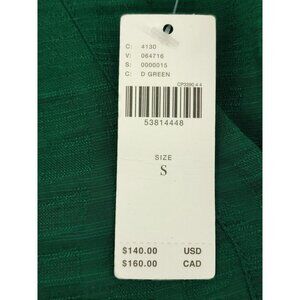 C: 4130
V: 064716
S: 0000015
C: D GREEN
53814448
SIZE
S
$140.00 USD
$160.00 CAD